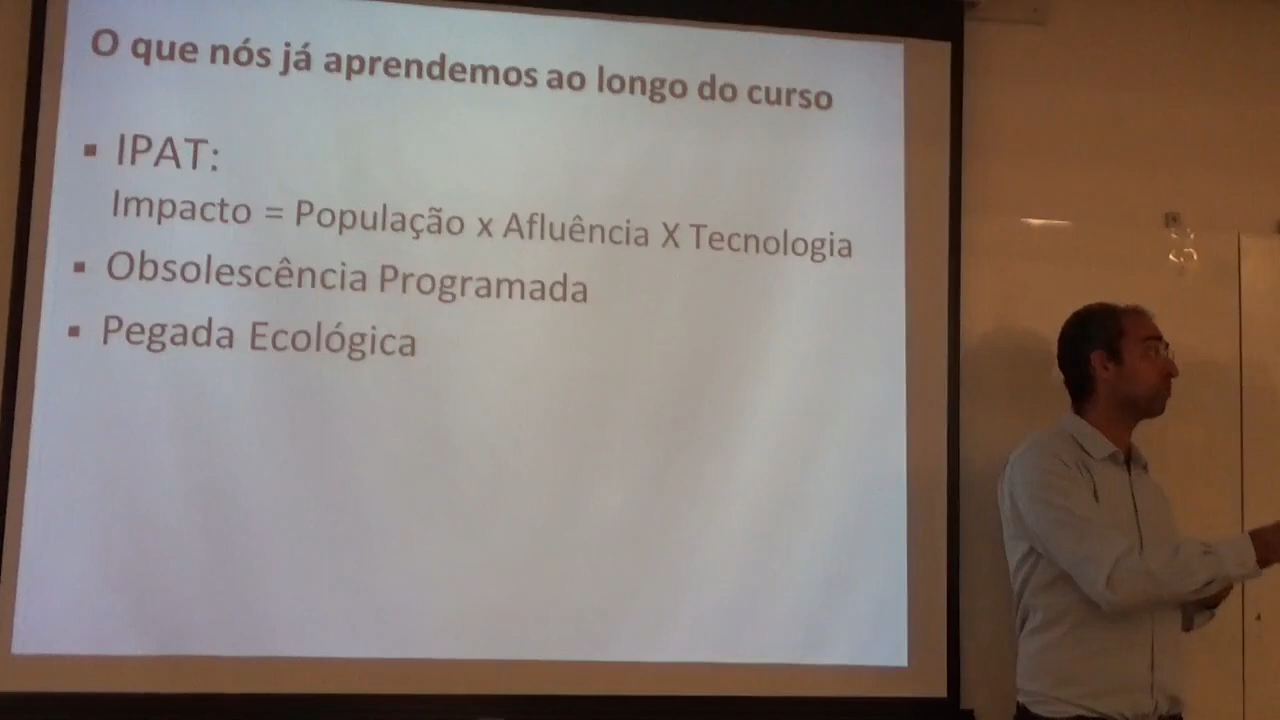 O que nós já aprendemos ao longo do curso
▪ IPAT:
Impacto = População x Afluência X Tecnologia
▪ Obsolescência Programada
▪ Pegada Ecológica